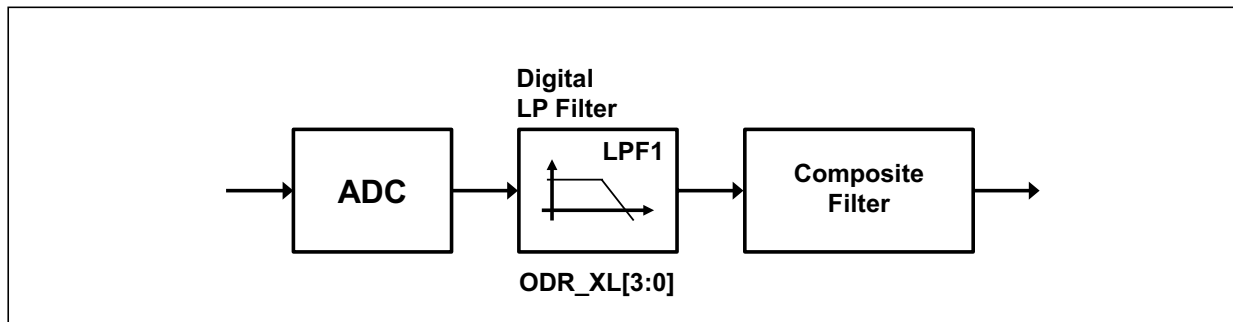 Digital
LP Filter
LPF1
ADC
Composite
Filter
ODR_XL[3:0]